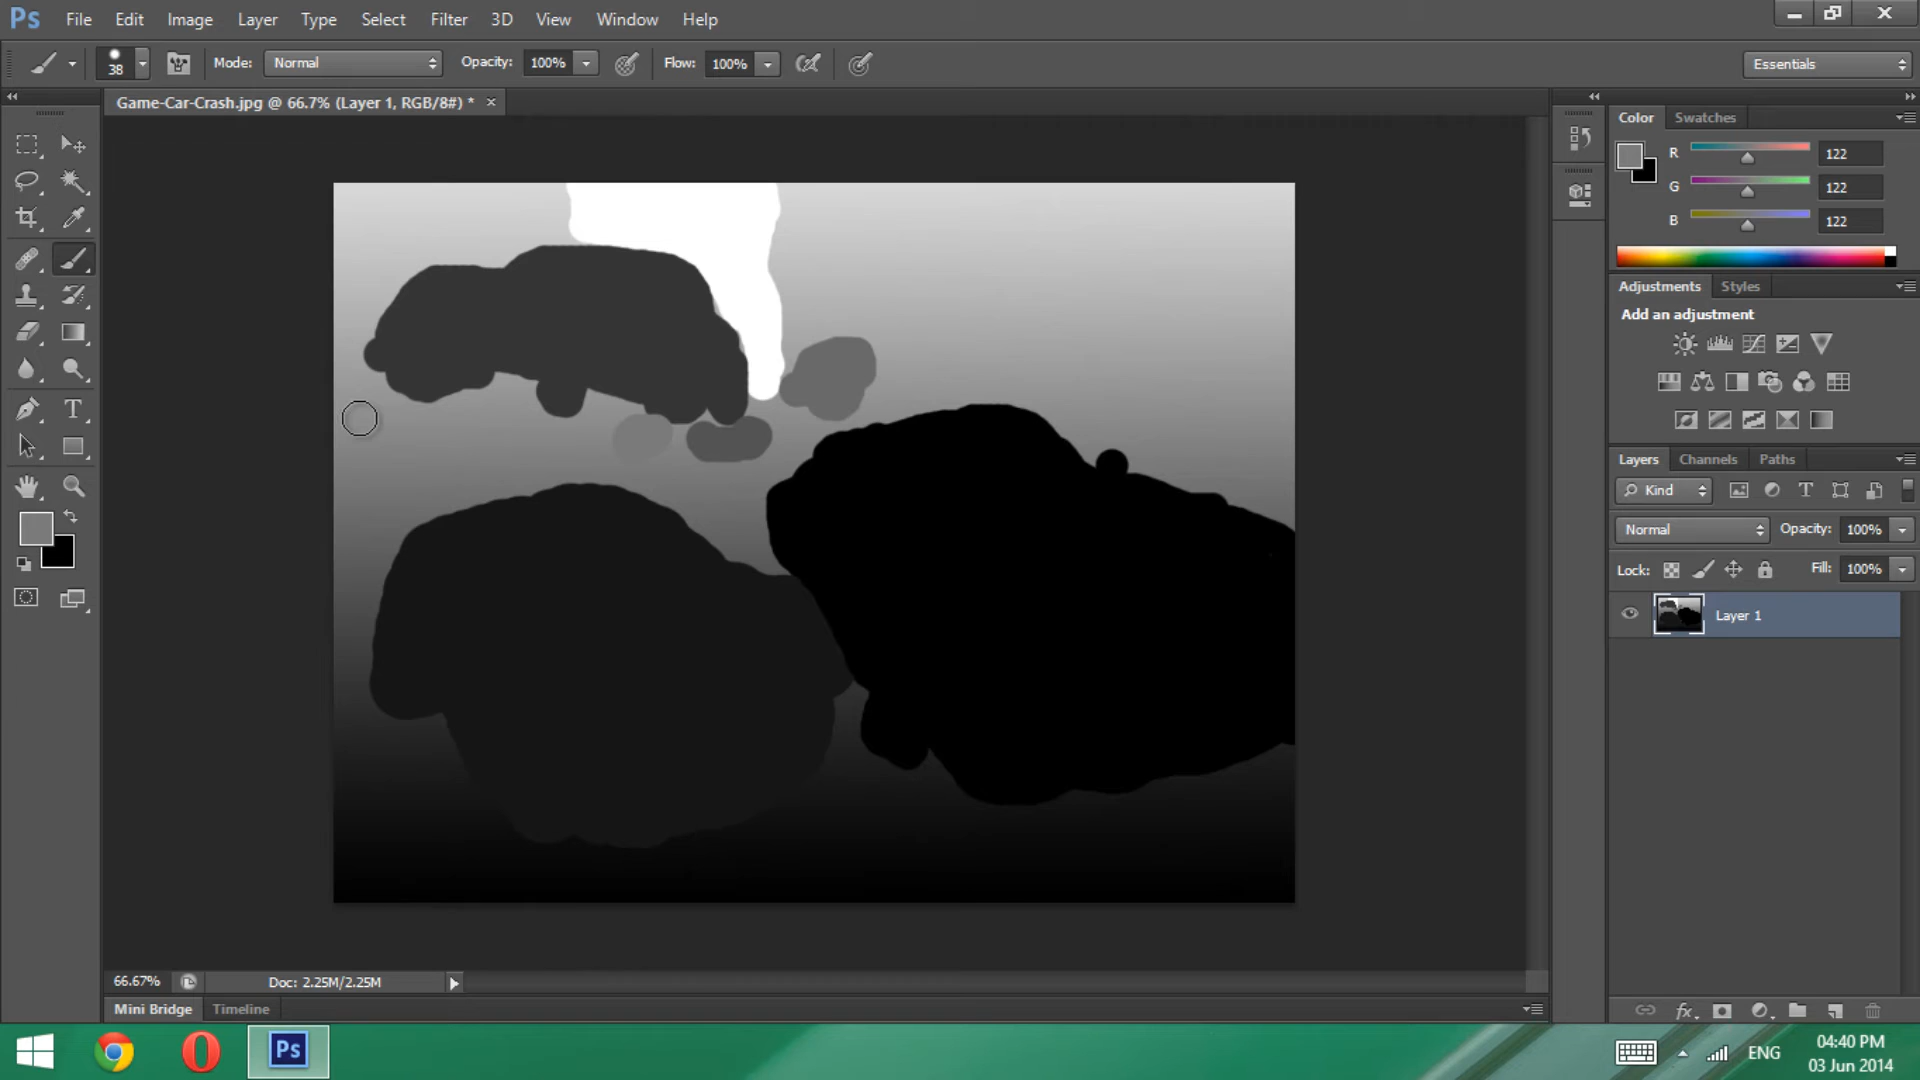 Ps File Edit Image Layer Type Select Filter 3D View Window Help
38 Mode: Normal Opacity: 100% Flow: 100% Essentials
Game-Car-Crash.jpg @ 66.7% (Layer 1, RGB/8#) *
Color Swatches
R 122
G 122
B 122
Adjustments Styles
Add an adjustment
Layers Channels Paths
Kind
Normal Opacity: 100%
Lock: Fill: 100%
Layer 1
66.67% Doc: 2.25M/2.25M
Mini Bridge Timeline
Ps ENG 04:40 PM
03 Jun 2014